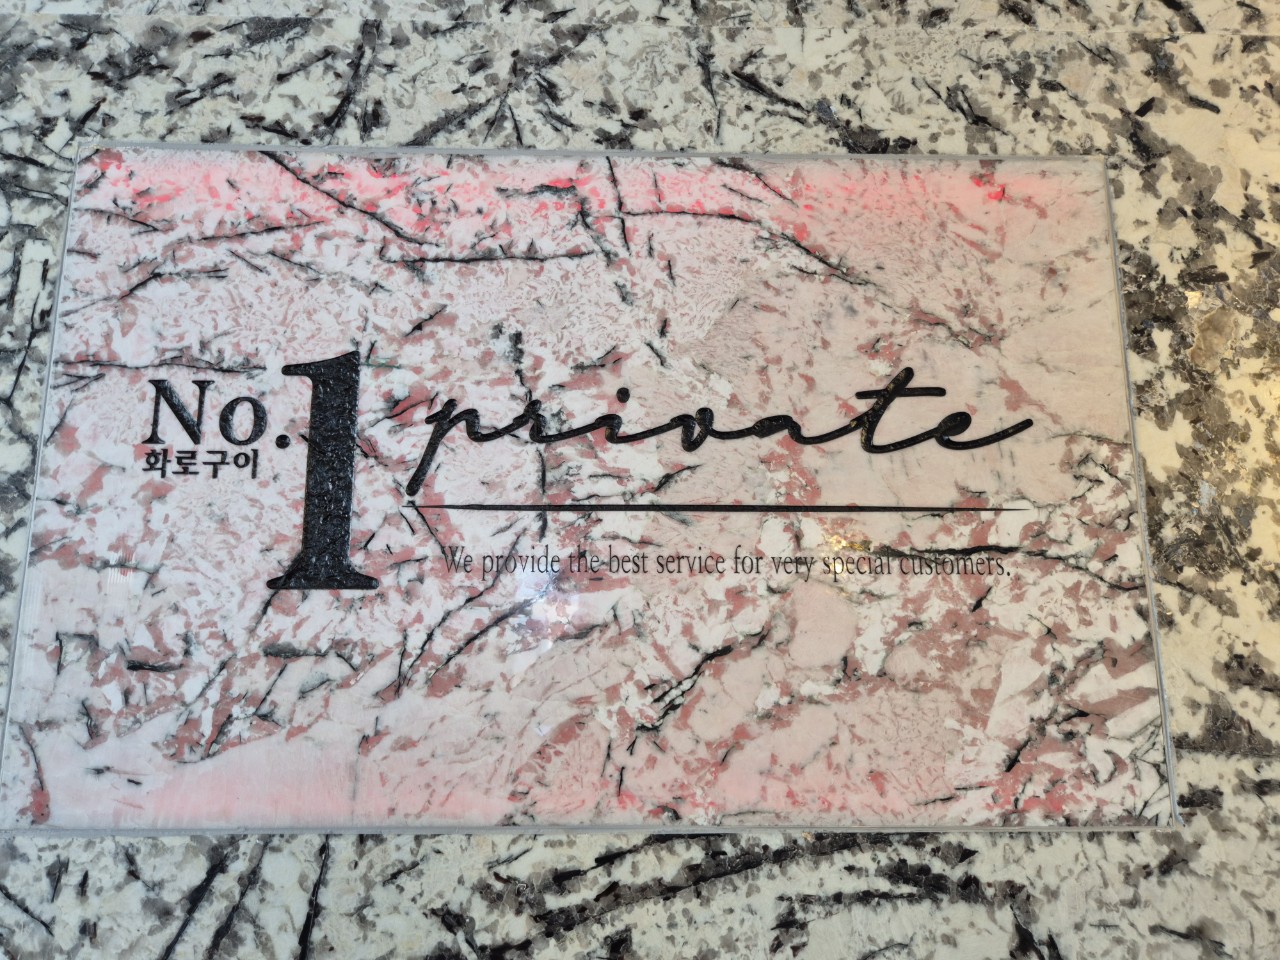 No.1 private
화로구이
We provide the best service for very special customers.